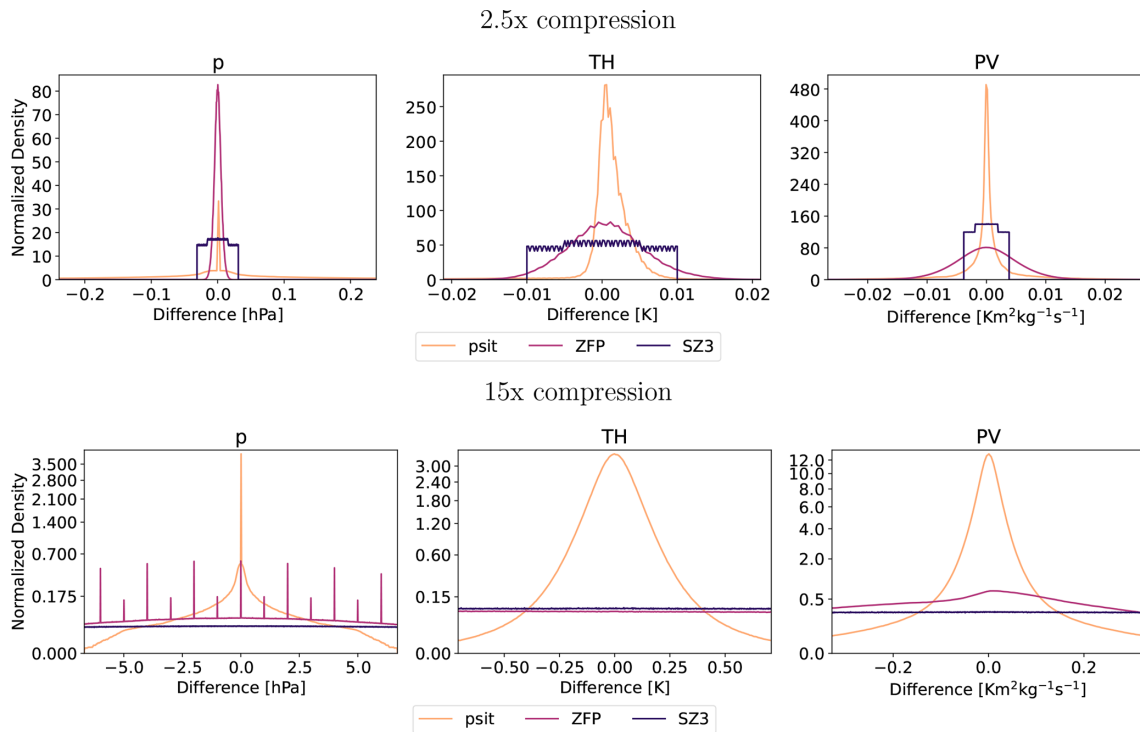 2.5x compression
p TH PV
Normalized Density
80
70
60
50
40
30
20
10
0
−0.2 −0.1 0.0 0.1 0.2
Difference [hPa]
250
200
150
100
50
0
−0.02 −0.01 0.00 0.01 0.02
Difference [K]
480
400
320
240
160
80
0
−0.02 −0.01 0.00 0.01 0.02
Difference [Km²kg⁻¹s⁻¹]
psit ZFP SZ3
15x compression
p TH PV
Normalized Density
3.500
2.800
2.100
1.400
0.700
0.175
0.000
−5.0 −2.5 0.0 2.5 5.0
Difference [hPa]
3.00
2.40
1.80
1.20
0.60
0.15
0.00
−0.50 −0.25 0.00 0.25 0.50
Difference [K]
12.0
10.0
8.0
6.0
4.0
2.0
0.5
0.0
−0.2 0.0 0.2
Difference [Km²kg⁻¹s⁻¹]
psit ZFP SZ3